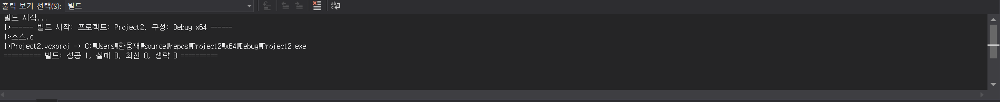 출력 보기 선택(S): 빌드
빌드 시작...
1>------ 빌드 시작: 프로젝트: Project2, 구성: Debug x64 ------
1>소스.c
1>Project2.vcxproj -> C:₩Users₩한웅재₩source₩repos₩Project2₩x64₩Debug₩Project2.exe
========== 빌드: 성공 1, 실패 0, 최신 0, 생략 0 ==========